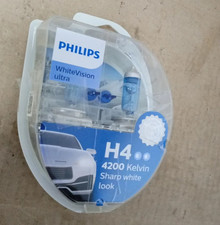 PHILIPS
WhiteVision
ultra
H4
4200 Kelvin
Sharp white
look